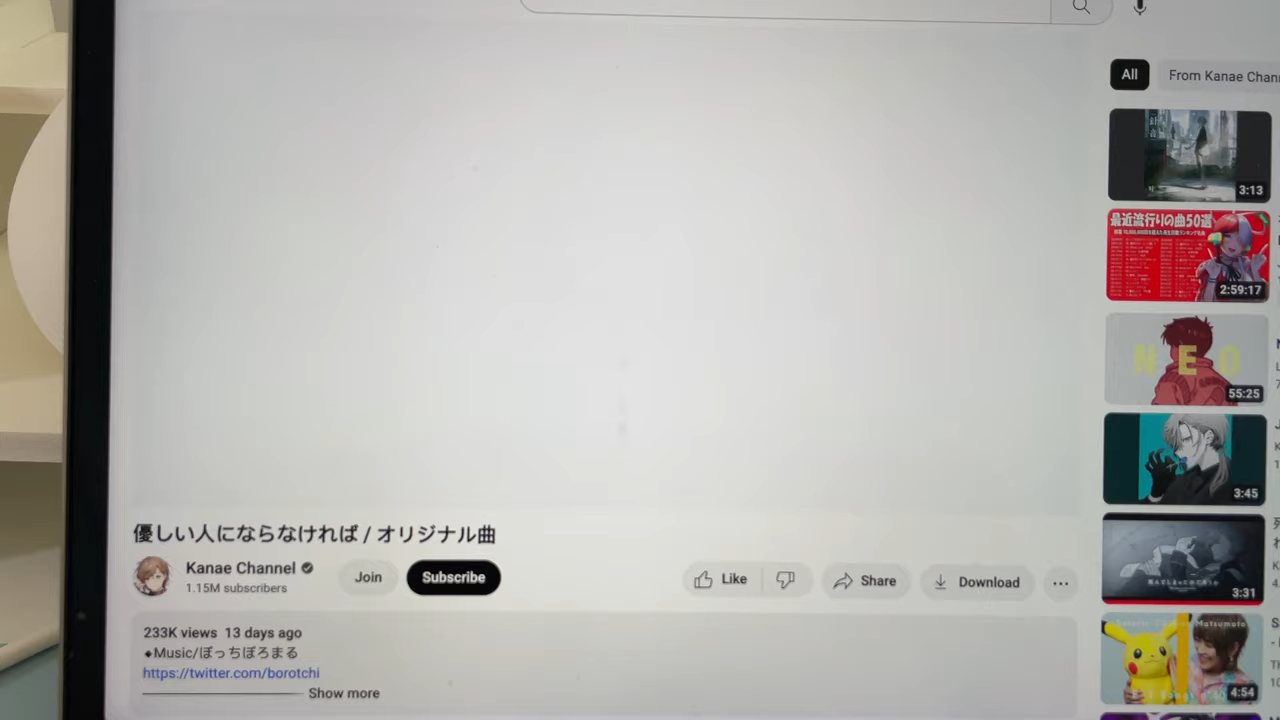 All
From Kanae Chan
3:13
最近流行りの曲50選
2:59:17
NEO
55:25
3:45
3:31
Matsumoto
4:54
優しい人にならなければ / オリジナル曲
Kanae Channel
1.15M subscribers
Join
Subscribe
Like
Share
Download
233K views 13 days ago
◆Music/ぼっちぼろまる
https://twitter.com/borotchi
Show more